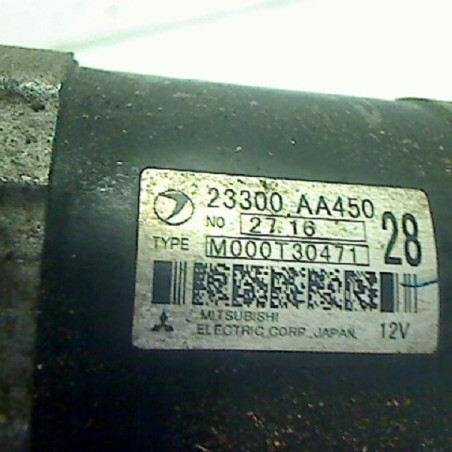 23300 AA450
NO 27 16
28
TYPE M000T30471
MITSUBISHI
ELECTRIC CORP. JAPAN. 12V